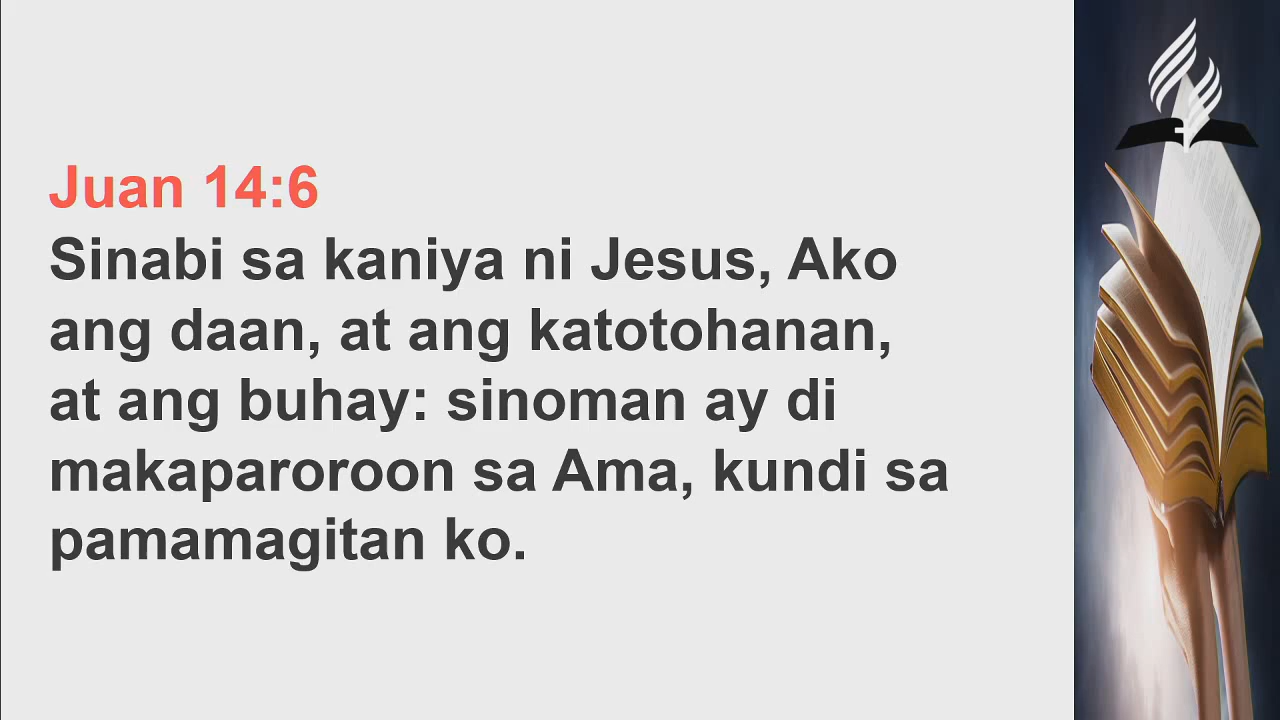 Juan 14:6
Sinabi sa kaniya ni Jesus, Ako
ang daan, at ang katotohanan,
at ang buhay: sinoman ay di
makaparoroon sa Ama, kundi sa
pamamagitan ko.